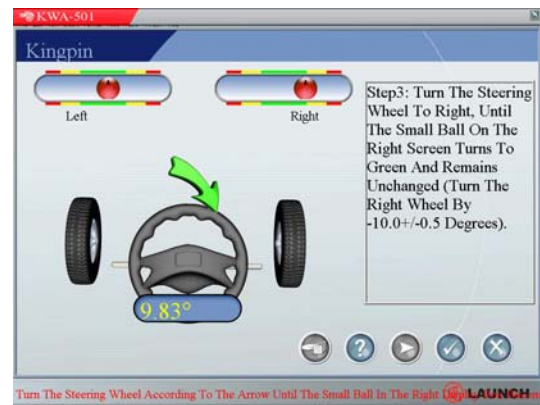 KWA-501
Kingpin
Left
Right
Step3: Turn The Steering
Wheel To Right, Until
The Small Ball On The
Right Screen Turns To
Green And Remains
Unchanged (Turn The
Right Wheel By
-10.0+/-0.5 Degrees).
9.83°
?
Turn The Steering Wheel According To The Arrow Until The Small Ball In The Right
LAUNCH